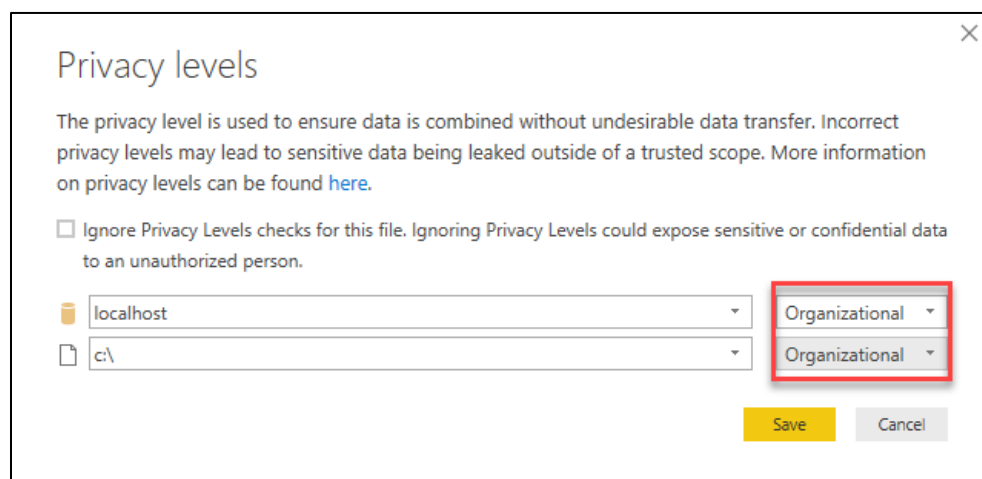 Privacy levels
The privacy level is used to ensure data is combined without undesirable data transfer. Incorrect
privacy levels may lead to sensitive data being leaked outside of a trusted scope. More information
on privacy levels can be found here.
Ignore Privacy Levels checks for this file. Ignoring Privacy Levels could expose sensitive or confidential data
to an unauthorized person.
localhost Organizational
c:\ Organizational
Save Cancel